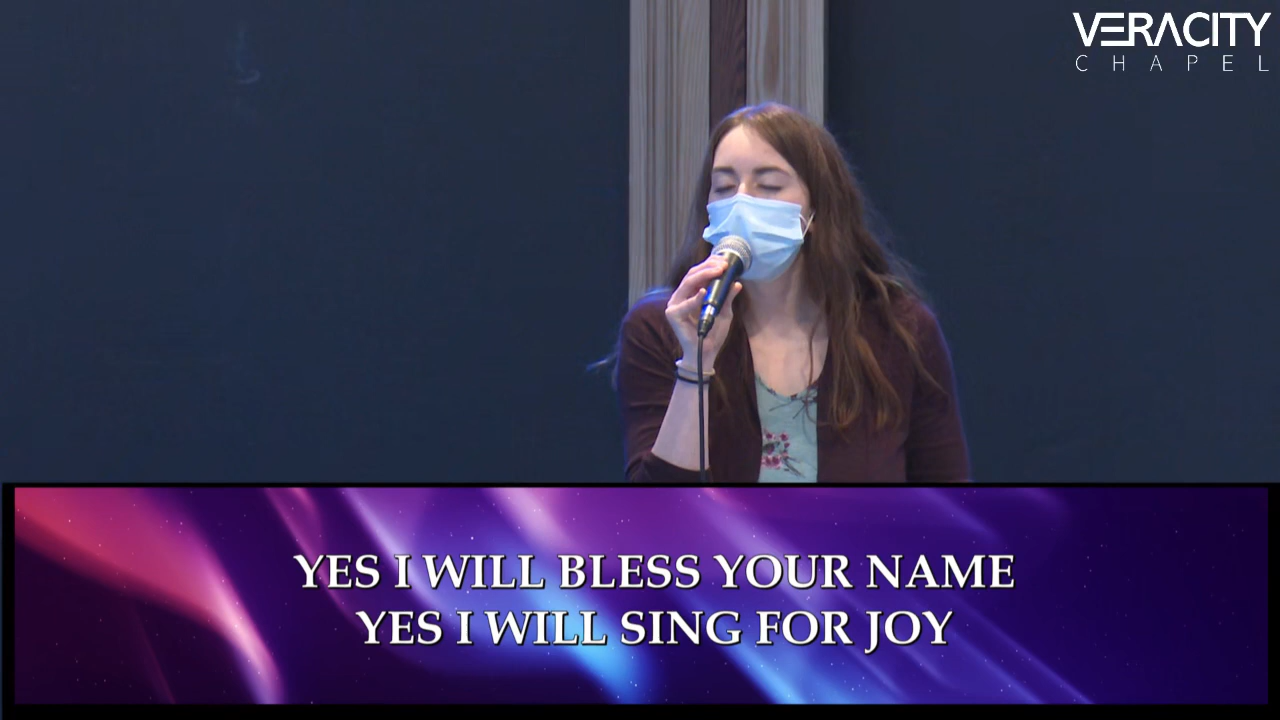 VERACITY
CHAPEL
YES I WILL BLESS YOUR NAME
YES I WILL SING FOR JOY